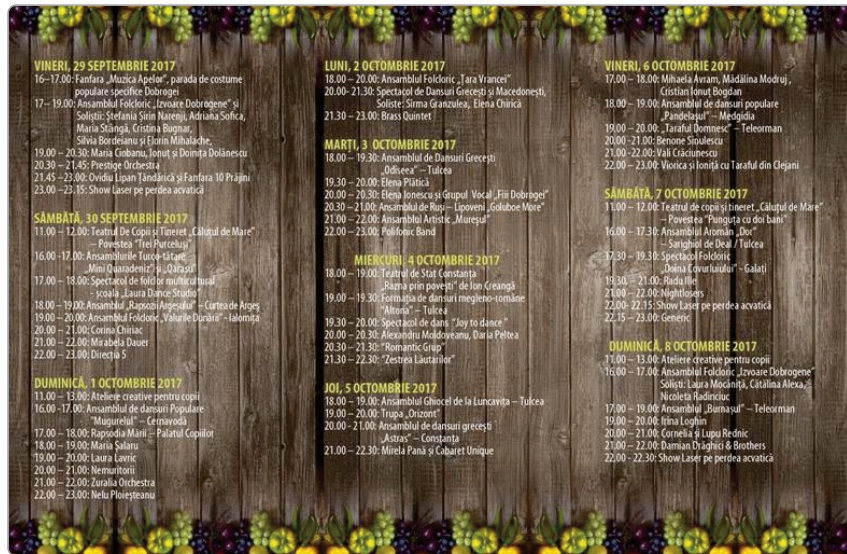 VINERI, 29 SEPTEMBRIE 2017
16–17.00: Fanfara „Muzica Apelor", parada de costume
populare specifice Dobrogei
17– 19.00: Ansamblul Folcloric „Izvoare Dobrogene" și
Soliștii: Ștefania Șirin Narenji, Adriana Sofica,
Maria Stângă, Cristina Bugnar,
Silvia Bordeianu și Florin Mihalache,
19.00 – 20.30: Maria Ciobanu, Ionuț și Doinița Dolănescu
20.30 – 21.45: Prestige Orchestra
21.45 – 23.00: Ovidiu Lipan Țăndărică și Fanfara 10 Prăjini
23.00 – 23.15: Show Laser pe perdea acvatică
SÂMBĂTĂ, 30 SEPTEMBRIE 2017
11.00 – 12.00: Teatrul De Copii și Tineret „Căluțul de Mare"
– Povestea "Trei Purceluși"
16.00 -17.00: Ansamblurile Turco-tătare
„Mini Quaradeniz" și „Qarașu"
17.00 – 18.00: Spectacol de folclor multicultural
- școala „Laura Dance Studio"
18.00 – 19.00: Ansamblul „Rapsozii Argeșului" – Curtea de Argeș
19.00 – 20.00: Ansamblul Folcloric „Valurile Dunării" - Ialomița
20.00 – 21.00: Corina Chiriac
21.00 – 22.00: Mirabela Dauer
22.00 – 23.00: Direcția 5
DUMINICĂ, 1 OCTOMBRIE 2017
11.00 – 13.00: Ateliere creative pentru copii
16.00 -17.00: Ansamblul de dansuri Populare
"Mugurelul" – Cernavodă
17.00 – 18.00: Rapsodia Mării – Palatul Copiilor
18.00 – 19.00: Maria Șalaru
19.00 – 20.00: Laura Lavric
20.00 – 21.00: Nemuritorii
21.00 – 22.00: Zuralia Orchestra
22.00 – 23.00: Nelu Ploieșteanu
LUNI, 2 OCTOMBRIE 2017
18.00 – 20.00: Ansamblul Folcloric „Țara Vrancei"
20.00- 21.30: Spectacol de Dansuri Grecești și Macedonești,
Soliste: Sirma Granzulea, Elena Chirică
21.30 – 23.00: Brass Quintet
MARȚI, 3 OCTOMBRIE 2017
18.00 – 19.30: Ansamblul de Dansuri Grecești
„Odiseea" – Tulcea
19.30 – 20.00: Elena Plătică
20.00 – 20.30: Elena Ionescu și Grupul Vocal „Fiii Dobrogei"
20.30 – 21.00: Ansamblul de Ruși – Lipoveni „Goluboe More"
21.00 – 22.00: Ansamblul Artistic „Mureșul"
22.00 – 23.00: Polifonic Band
MIERCURI, 4 OCTOMBRIE 2017
18.00 – 19.00: Teatrul de Stat Constanța
„Razna prin povești" de Ion Creangă
19.00 – 19.30: Formația de dansuri megleno-române
"Altona" – Tulcea
19.30 – 20.00: Spectacol de dans "Joy to dance"
20.00 – 20.30: Alexandru Moldoveanu, Daria Peltea
20.30 – 21.30: "Romantic Grup"
21.30 – 22.30: "Zestrea Lăutarilor"
JOI, 5 OCTOMBRIE 2017
18.00 – 19.00: Ansamblul Ghiocel de la Luncavița – Tulcea
19.00 – 20.00: Trupa „Orizont"
20.00 - 21.00: Ansamblul de dansuri grecești
„Astras" – Constanța
21.00 – 22.30: Mirela Pană și Cabaret Unique
VINERI, 6 OCTOMBRIE 2017
17.00 – 18.00: Mihaela Avram, Mădălina Modruj,
Cristian Ionuț Bogdan
18.00 – 19.00: Ansamblul de dansuri populare
"Pandelașul" – Medgidia
19.00 – 20.00: „Taraful Domnesc" – Teleorman
20.00 -21.00: Benone Sinulescu
21.00 -22.00: Vali Crăciunescu
22.00 – 23.00: Viorica și Ioniță cu Taraful din Clejani
SÂMBĂTĂ, 7 OCTOMBRIE 2017
11.00 – 12.00: Teatrul de copii și tineret „Căluțul de Mare"
– Povestea "Punguța cu doi bani"
16.00 – 17.30: Ansamblul Aromân „Dor"
– Sarighiol de Deal / Tulcea
17.30 – 19.30: Spectacol Folcloric
"Doina Covurluiului" - Galați
19.30. – 21.00: Radu Ilie
21.00 – 22.00: Nightlosers
22.00- 22.15: Show Laser pe perdea acvatică
22.15 – 23.00: Generic
DUMINICĂ, 8 OCTOMBRIE 2017
11.00 – 13.00: Ateliere creative pentru copii
16.00 – 17.00: Ansamblul Folcloric „Izvoare Dobrogene"
Soliști: Laura Mocăniță, Cătălina Alexa,
Nicoleta Radinciuc
17.00 – 19.00: Ansamblul „Burnașul" – Teleorman
19.00 – 20.00: Irina Loghin
20.00 – 21.00: Cornelia și Lupu Rednic
21.00 – 22.00: Damian Drăghici & Brothers
22.00 - 22.30: Show Laser pe perdea acvatică